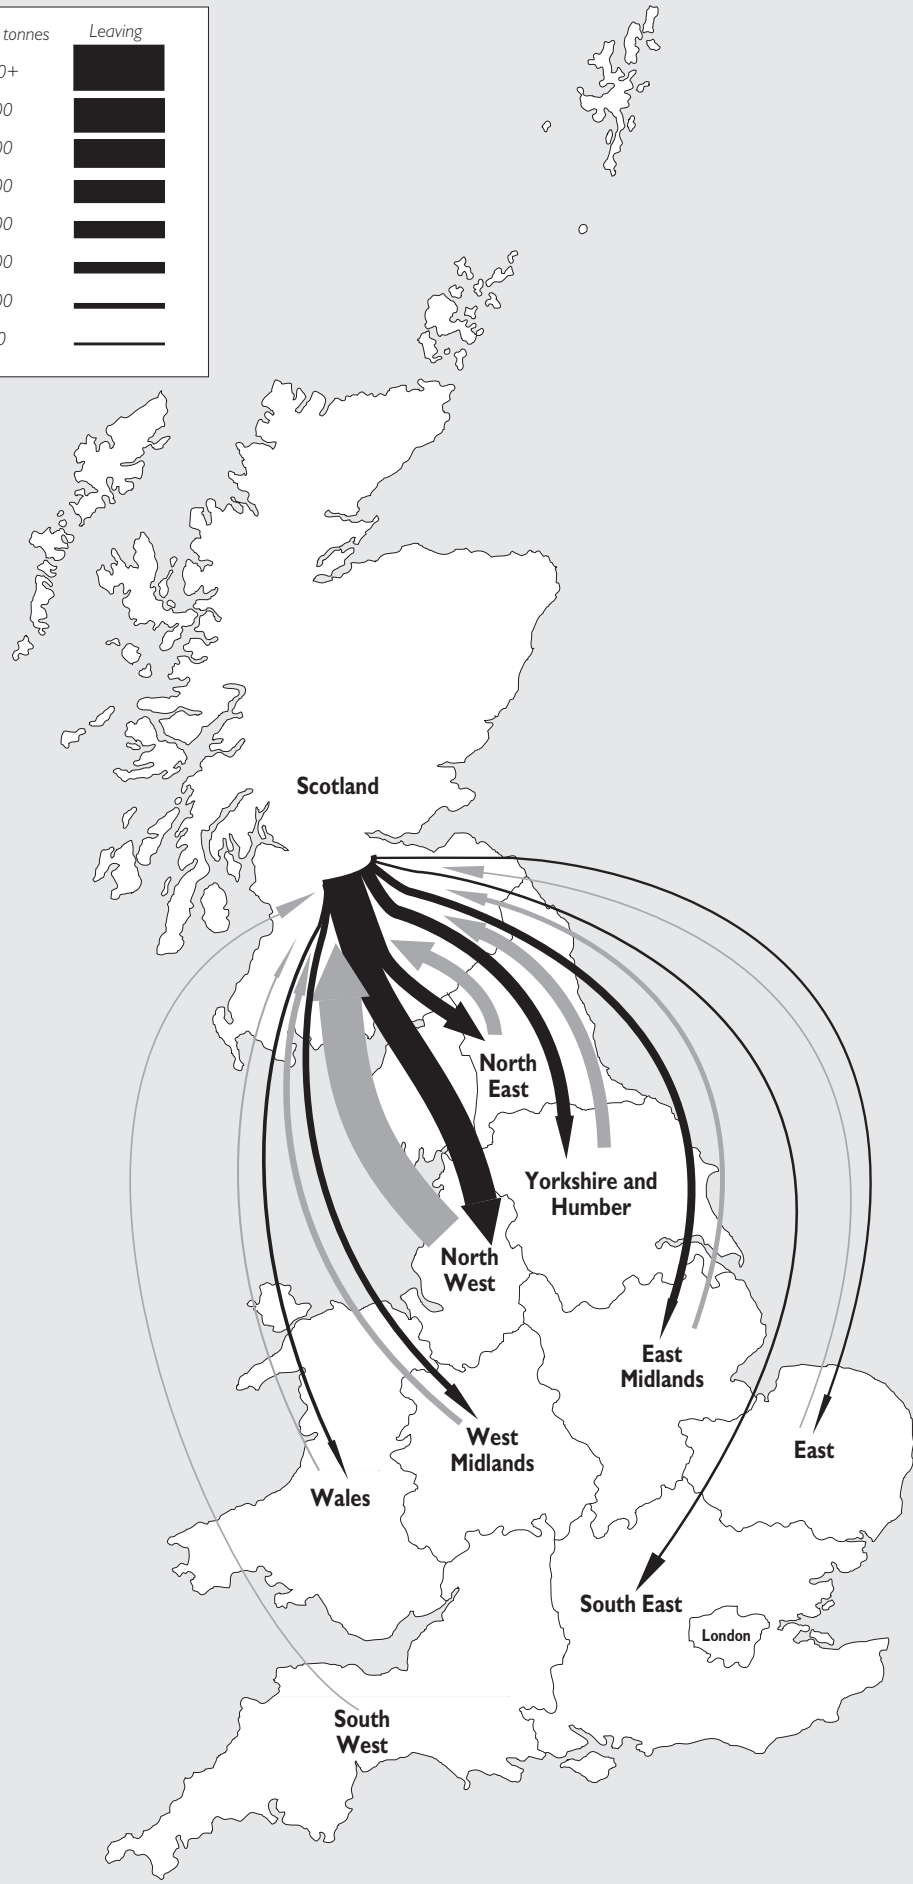 tonnes Leaving
0+
00
00
00
00
00
00
0
Scotland
North
East
Yorkshire and
Humber
North
West
East
Midlands
West
Midlands
East
Wales
South East
London
South
West